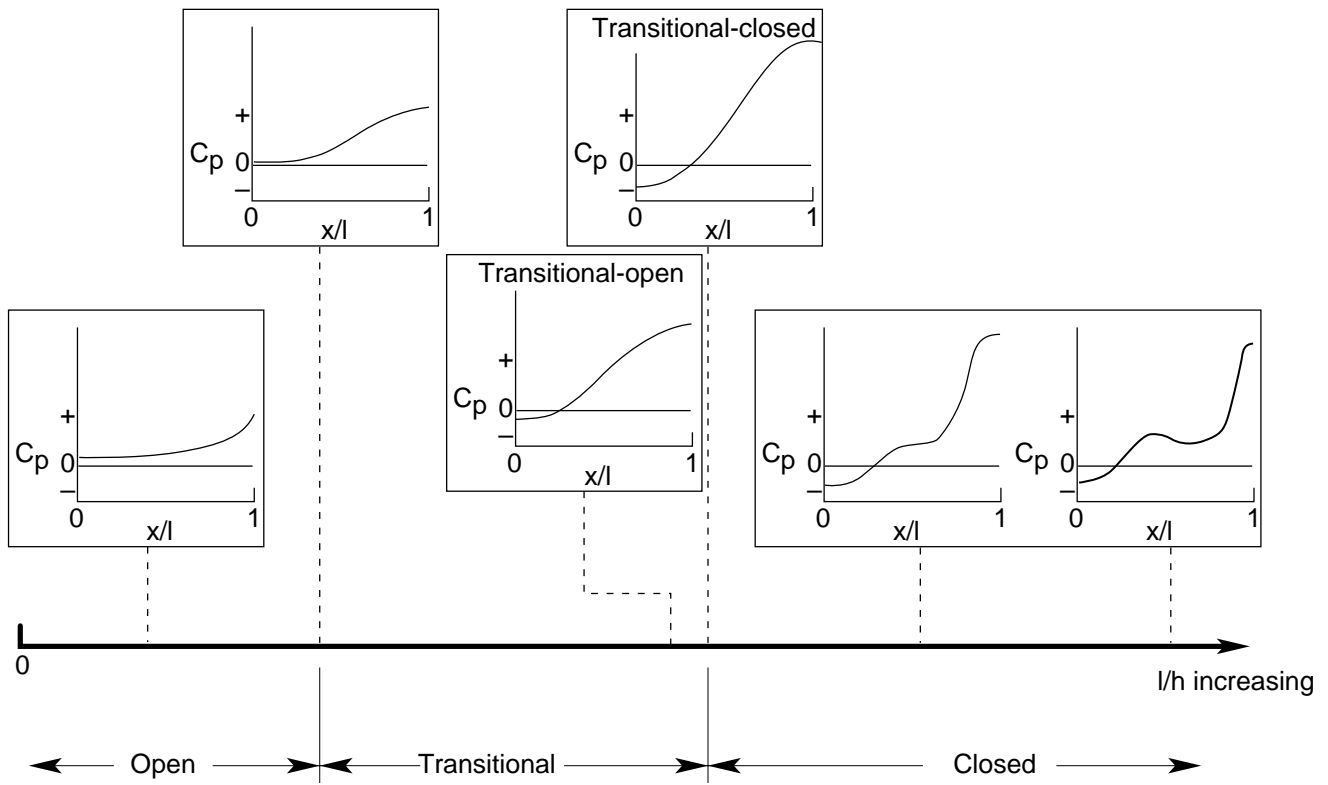 +
Cp 0
–
0 1
x/l
Transitional-closed
+
Cp 0
–
0 1
x/l
Transitional-open
+
Cp 0
–
0 1
x/l
+
Cp 0
–
0 1
x/l
+
Cp 0
–
0 1
x/l
+
Cp 0
–
0 1
x/l
0
l/h increasing
Open Transitional Closed